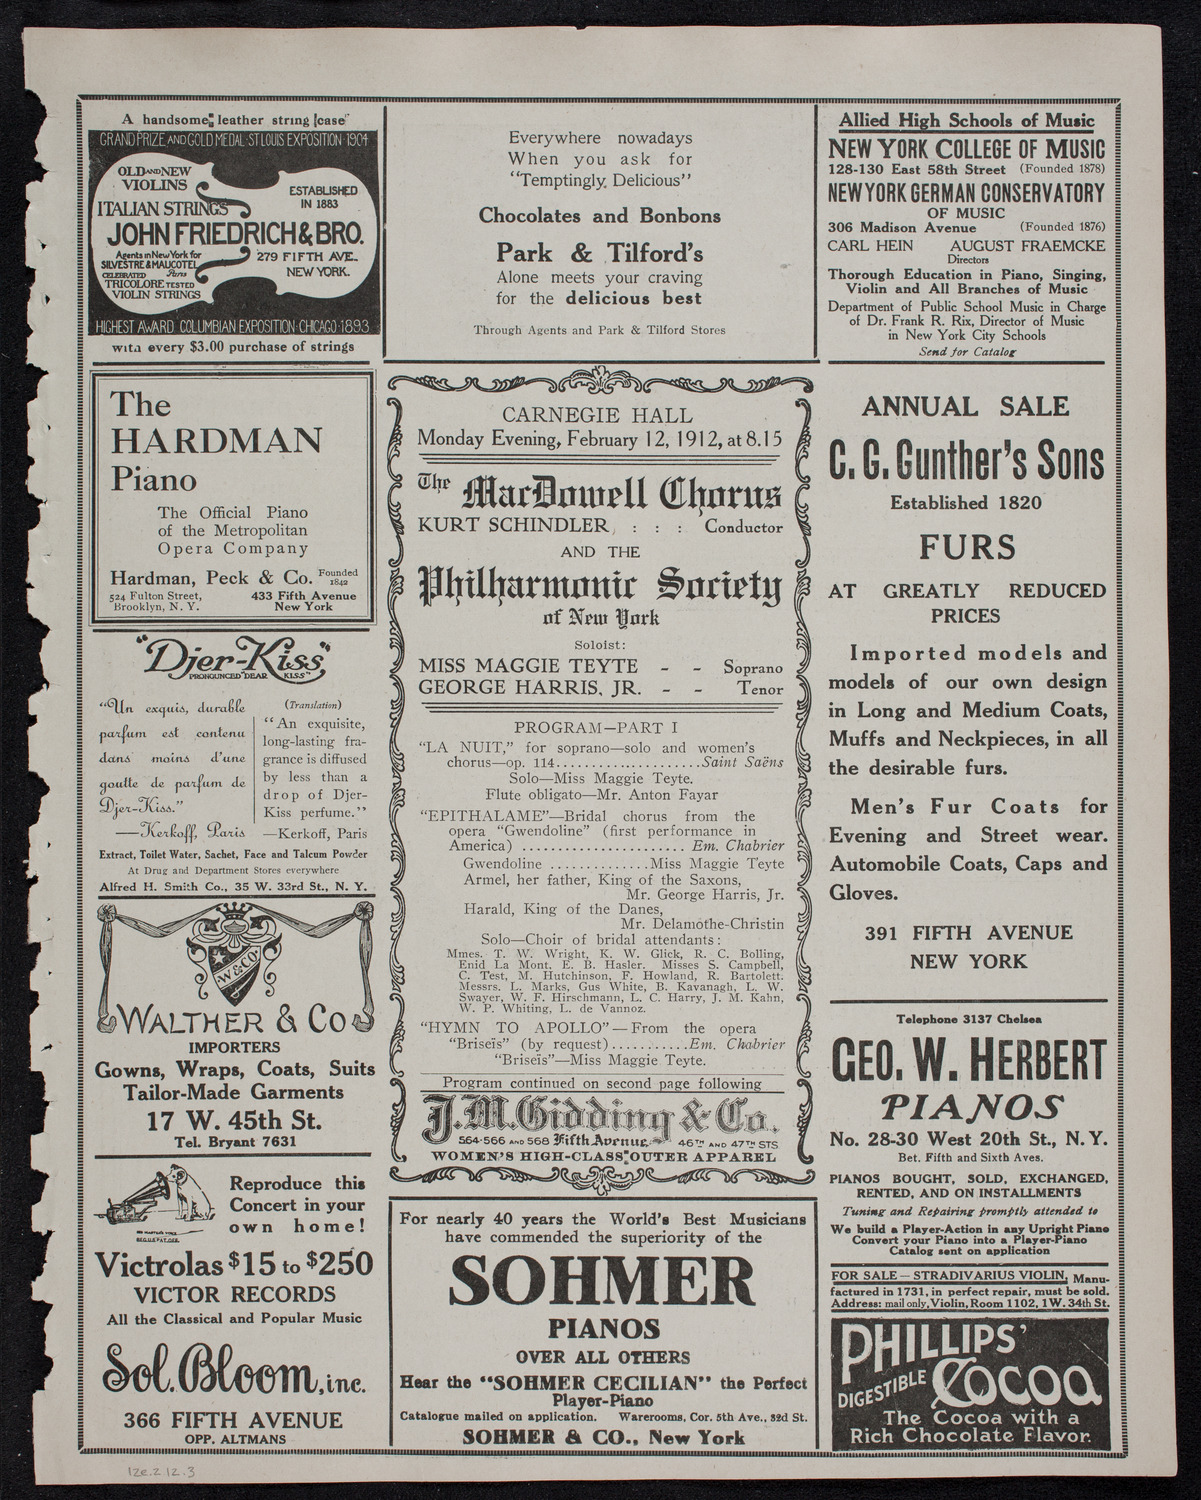 A handsome leather string case
GRAND PRIZE AND GOLD MEDAL·ST LOUIS EXPOSITION·1904
OLD AND NEW
VIOLINS
ITALIAN STRINGS
ESTABLISHED
IN 1883
JOHN FRIEDRICH & BRO.
Agents in New York for
SILVESTRE & MAUCOTEL
CELEBRATED Paris
TRICOLORE TESTED
VIOLIN STRINGS
279 FIFTH AVE.
NEW YORK.
HIGHEST AWARD COLUMBIAN EXPOSITION·CHICAGO·1893
with every $3.00 purchase of strings
The
HARDMAN
Piano
The Official Piano
of the Metropolitan
Opera Company
Hardman, Peck & Co. Founded 1842
524 Fulton Street,
Brooklyn, N. Y.
433 Fifth Avenue
New York
"Djer-Kiss"
PRONOUNCED "DEAR KISS"
"Un exquis, durable
parfum est contenu
dans moins d'une
goutte de parfum de
Djer-Kiss."
—Kerkoff, Paris
(Translation)
"An exquisite,
long-lasting fra-
grance is diffused
by less than a
drop of Djer-
Kiss perfume."
—Kerkoff, Paris
Extract, Toilet Water, Sachet, Face and Talcum Powder
At Drug and Department Stores everywhere
Alfred H. Smith Co., 35 W. 33rd St., N. Y.
W & CO.
WALTHER & CO
IMPORTERS
Gowns, Wraps, Coats, Suits
Tailor-Made Garments
17 W. 45th St.
Tel. Bryant 7631
Reproduce this
Concert in your
own home!
HIS MASTER'S VOICE
REG. U.S. PAT. OFF.
Victrolas $15 to $250
VICTOR RECORDS
All the Classical and Popular Music
Sol. Bloom, inc.
366 FIFTH AVENUE
OPP. ALTMANS
Everywhere nowadays
When you ask for
"Temptingly Delicious"
Chocolates and Bonbons
Park & Tilford's
Alone meets your craving
for the delicious best
Through Agents and Park & Tilford Stores
CARNEGIE HALL
Monday Evening, February 12, 1912, at 8.15
The MacDowell Chorus
KURT SCHINDLER : : : Conductor
AND THE
Philharmonic Society
of New York
Soloist:
MISS MAGGIE TEYTE - - Soprano
GEORGE HARRIS, JR. - - Tenor
PROGRAM—PART I
"LA NUIT," for soprano—solo and women's
chorus—op. 114......................Saint Saëns
Solo—Miss Maggie Teyte.
Flute obligato—Mr. Anton Fayar
"EPITHALAME"—Bridal chorus from the
opera "Gwendoline" (first performance in
America) ........................ Em. Chabrier
Gwendoline ..............Miss Maggie Teyte
Armel, her father, King of the Saxons,
Mr. George Harris, Jr.
Harald, King of the Danes,
Mr. Delamothe-Christin
Solo—Choir of bridal attendants:
Mmes. T. W. Wright, K. W. Glick, R. C. Bolling,
Enid La Mont, E. B. Hasler. Misses S. Campbell,
C. Test, M. Hutchinson, F. Howland, R. Bartolett.
Messrs. L. Marks, Gus White, B. Kavanagh, L. W.
Swayer, W. F. Hirschmann, L. C. Harry, J. M. Kahn,
W. P. Whiting, L. de Vannoz.
"HYMN TO APOLLO"—From the opera
"Briseïs" (by request)...........Em. Chabrier
"Briseïs"—Miss Maggie Teyte.
Program continued on second page following
J. M. Gidding & Co.
564-566 AND 568 Fifth Avenue 46TH AND 47TH STS
WOMEN'S HIGH-CLASS OUTER APPAREL
For nearly 40 years the World's Best Musicians
have commended the superiority of the
SOHMER
PIANOS
OVER ALL OTHERS
Hear the "SOHMER CECILIAN" the Perfect
Player-Piano
Catalogue mailed on application. Warerooms, Cor. 5th Ave., 32d St.
SOHMER & CO., New York
Allied High Schools of Music
NEW YORK COLLEGE OF MUSIC
128-130 East 58th Street (Founded 1878)
NEW YORK GERMAN CONSERVATORY
OF MUSIC
306 Madison Avenue (Founded 1876)
CARL HEIN AUGUST FRAEMCKE
Directors
Thorough Education in Piano, Singing,
Violin and All Branches of Music
Department of Public School Music in Charge
of Dr. Frank R. Rix, Director of Music
in New York City Schools
Send for Catalog
ANNUAL SALE
C. G. Gunther's Sons
Established 1820
FURS
AT GREATLY REDUCED
PRICES
Imported models and
models of our own design
in Long and Medium Coats,
Muffs and Neckpieces, in all
the desirable furs.
Men's Fur Coats for
Evening and Street wear.
Automobile Coats, Caps and
Gloves.
391 FIFTH AVENUE
NEW YORK
Telephone 3137 Chelsea
GEO. W. HERBERT
PIANOS
No. 28-30 West 20th St., N. Y.
Bet. Fifth and Sixth Aves.
PIANOS BOUGHT, SOLD, EXCHANGED,
RENTED, AND ON INSTALLMENTS
Tuning and Repairing promptly attended to
We build a Player-Action in any Upright Piano
Convert your Piano into a Player-Piano
Catalog sent on application
FOR SALE—STRADIVARIUS VIOLIN, Manu-
factured in 1731, in perfect repair, must be sold.
Address: mail only, Violin, Room 1102, 1 W. 34th St.
PHILLIPS'
DIGESTIBLE COCOA
The Cocoa with a
Rich Chocolate Flavor.
12e.2.12.3